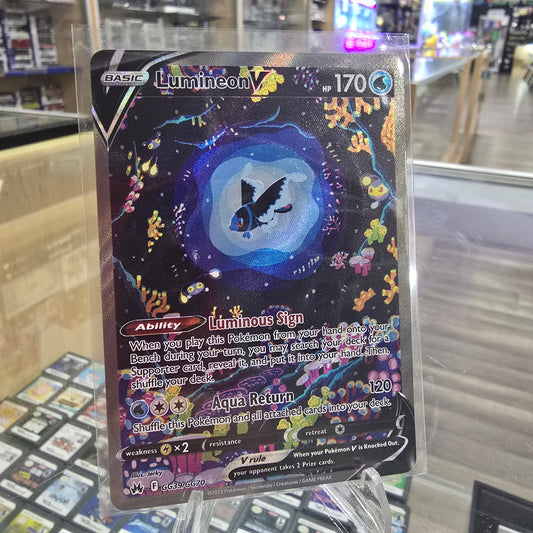 BASIC Lumineon V HP 170
Ability Luminous Sign
When you play this Pokémon from your hand onto your
Bench during your turn, you may search your deck for a
Supporter card, reveal it, and put it into your hand. Then,
shuffle your deck.
Aqua Return 120
Shuffle this Pokémon and all attached cards into your deck.
weakness ×2 resistance retreat
V rule When your Pokémon V is Knocked Out,
your opponent takes 2 Prize cards.
Illus. Jerky
F GG39/GG70
©2023 Pokémon / Nintendo / Creatures / GAME FREAK